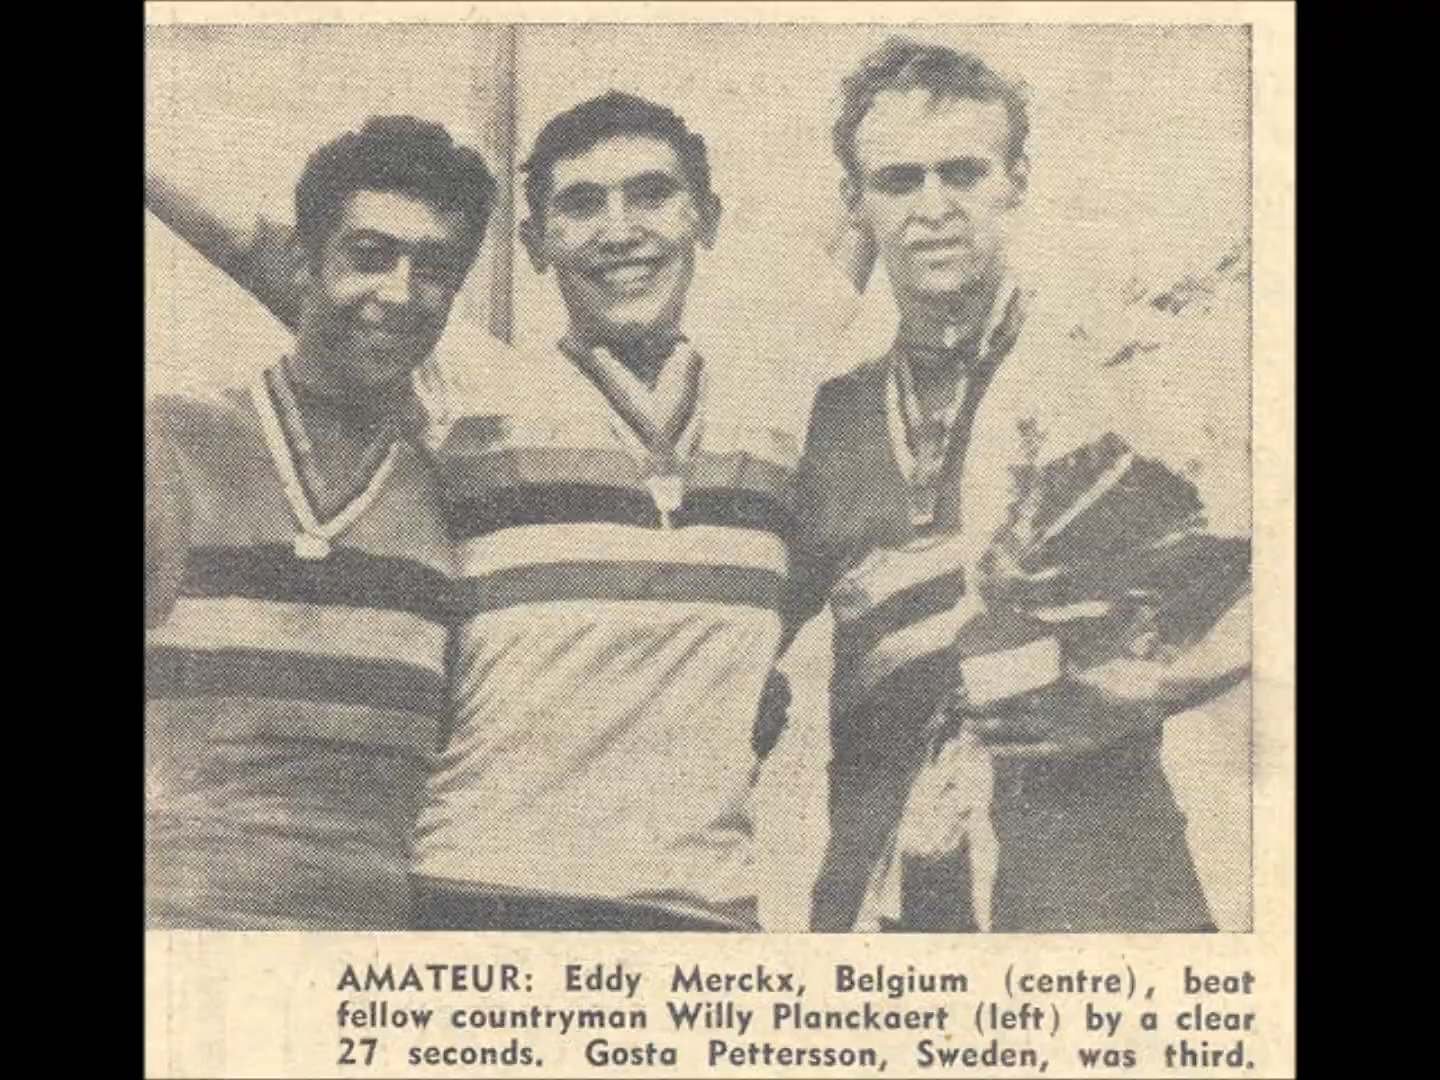 AMATEUR: Eddy Merckx, Belgium (centre), beat
fellow countryman Willy Planckaert (left) by a clear
27 seconds. Gosta Pettersson, Sweden, was third.